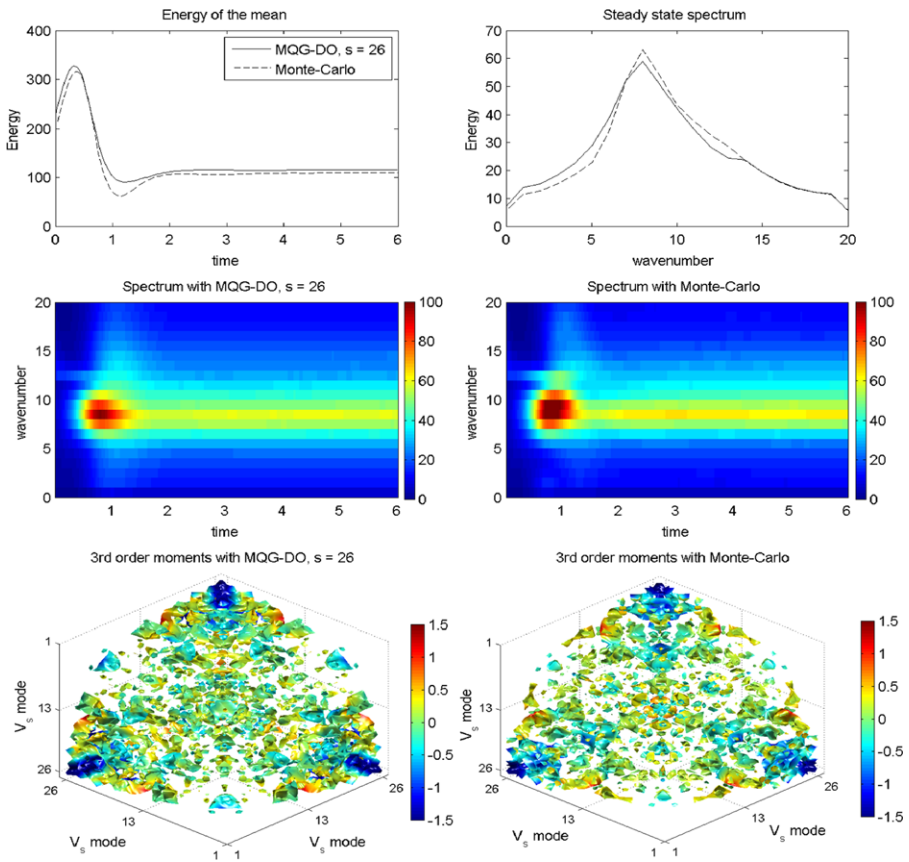 Energy of the mean
400
300
200
100
0
Energy
0 1 2 3 4 5 6
time
MQG-DO, s = 26
Monte-Carlo
Steady state spectrum
70
60
50
40
30
20
10
0
Energy
0 5 10 15 20
wavenumber
Spectrum with MQG-DO, s = 26
20
15
10
5
0
wavenumber
1 2 3 4 5 6
time
100
80
60
40
20
0
Spectrum with Monte-Carlo
20
15
10
5
0
wavenumber
1 2 3 4 5 6
time
100
80
60
40
20
0
3rd order moments with MQG-DO, s = 26
1
13
26
V_s mode
26
13
1
V_s mode
1
13
26
V_s mode
1.5
1
0.5
0
-0.5
-1
-1.5
3rd order moments with Monte-Carlo
1
13
26
V_s mode
26
13
1
V_s mode
1
13
26
V_s mode
1.5
1
0.5
0
-0.5
-1
-1.5